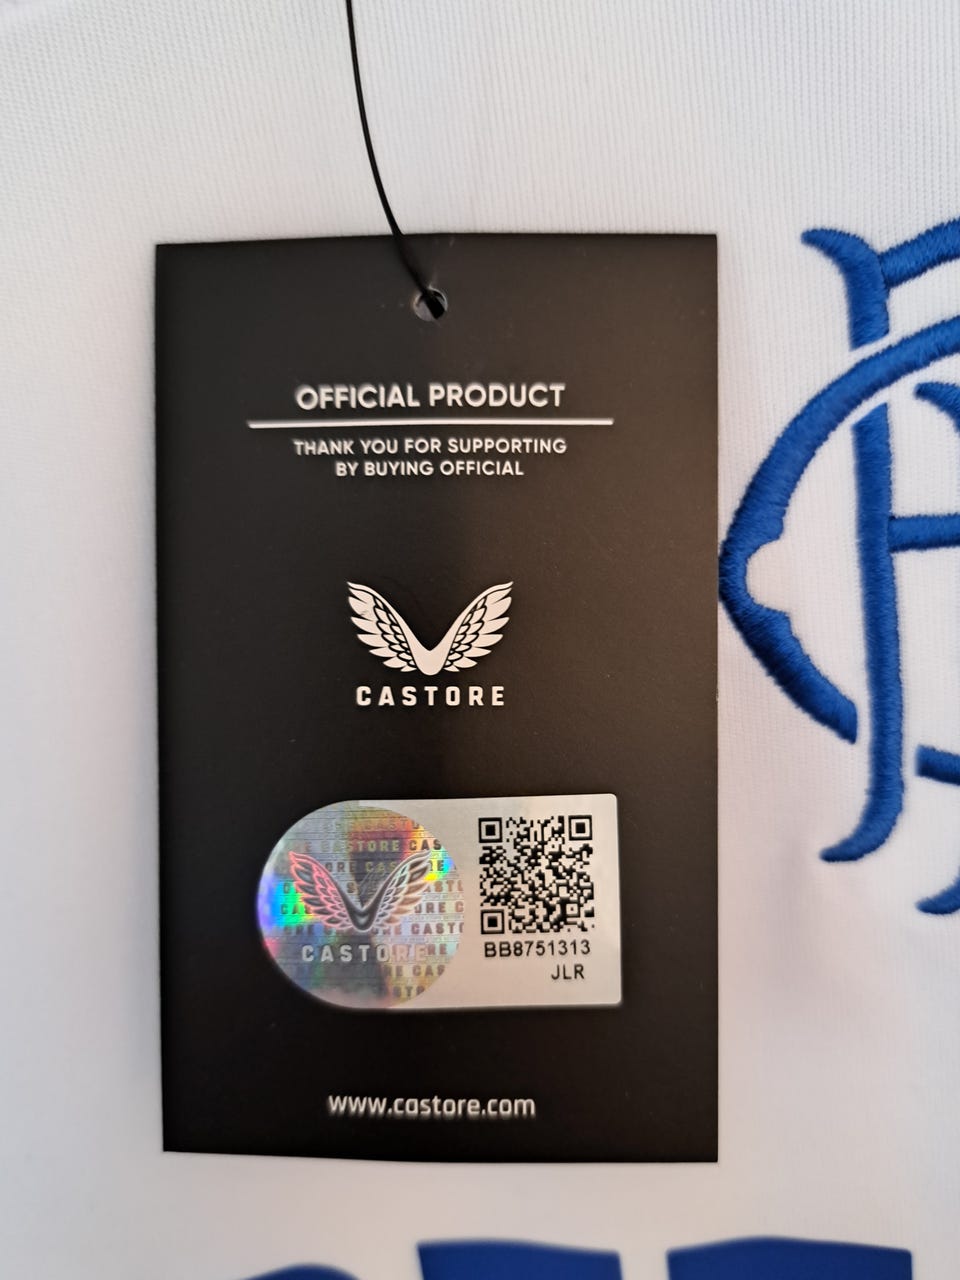 OFFICIAL PRODUCT
THANK YOU FOR SUPPORTING
BY BUYING OFFICIAL
CASTORE
CASTORE
BB8751313
JLR
www.castore.com